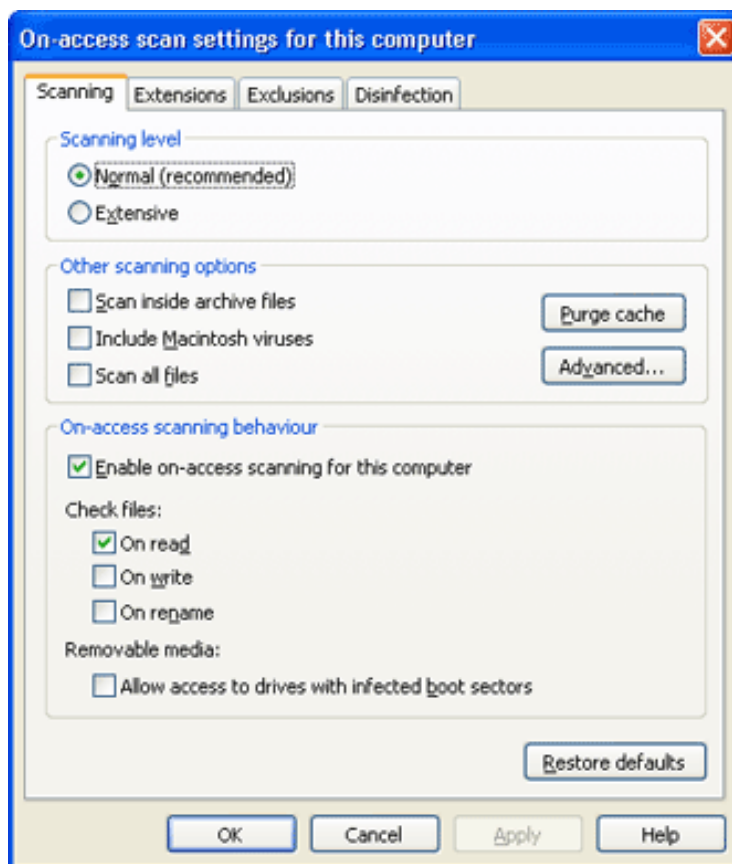 On-access scan settings for this computer
Scanning Extensions Exclusions Disinfection
Scanning level
Normal (recommended)
Extensive
Other scanning options
Scan inside archive files
Include Macintosh viruses
Scan all files
Purge cache
Advanced...
On-access scanning behaviour
Enable on-access scanning for this computer
Check files:
On read
On write
On rename
Removable media:
Allow access to drives with infected boot sectors
Restore defaults
OK Cancel Apply Help